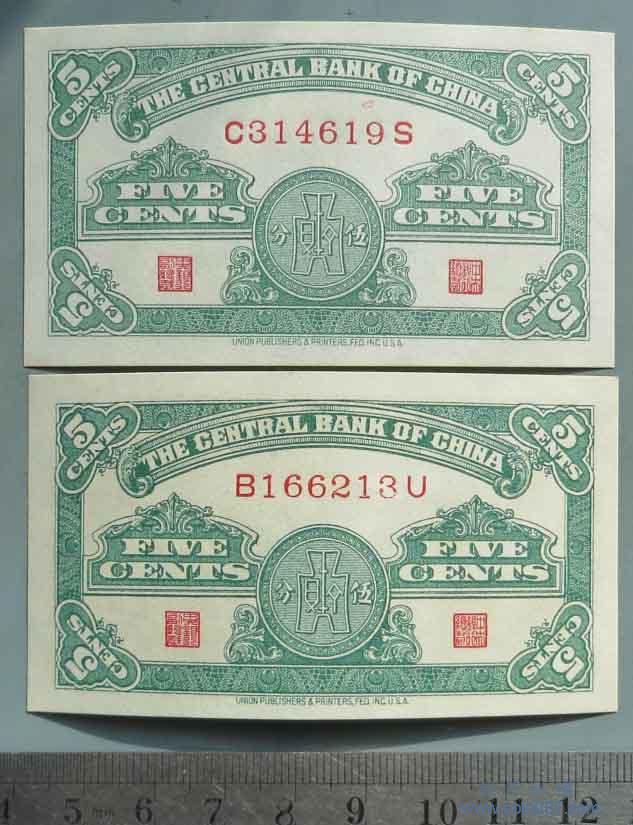 5 CENTS
5 CENTS
THE CENTRAL BANK OF CHINA
C314619S
FIVE CENTS
FIVE CENTS
分 伍
5 CENTS
5 CENTS
UNION PUBLISHERS & PRINTERS, FED. INC. U.S.A.
5 CENTS
5 CENTS
THE CENTRAL BANK OF CHINA
B166213U
FIVE CENTS
FIVE CENTS
分 伍
5 CENTS
5 CENTS
UNION PUBLISHERS & PRINTERS, FED. INC. U.S.A.
4 5 6 7 8 9 10 11 12